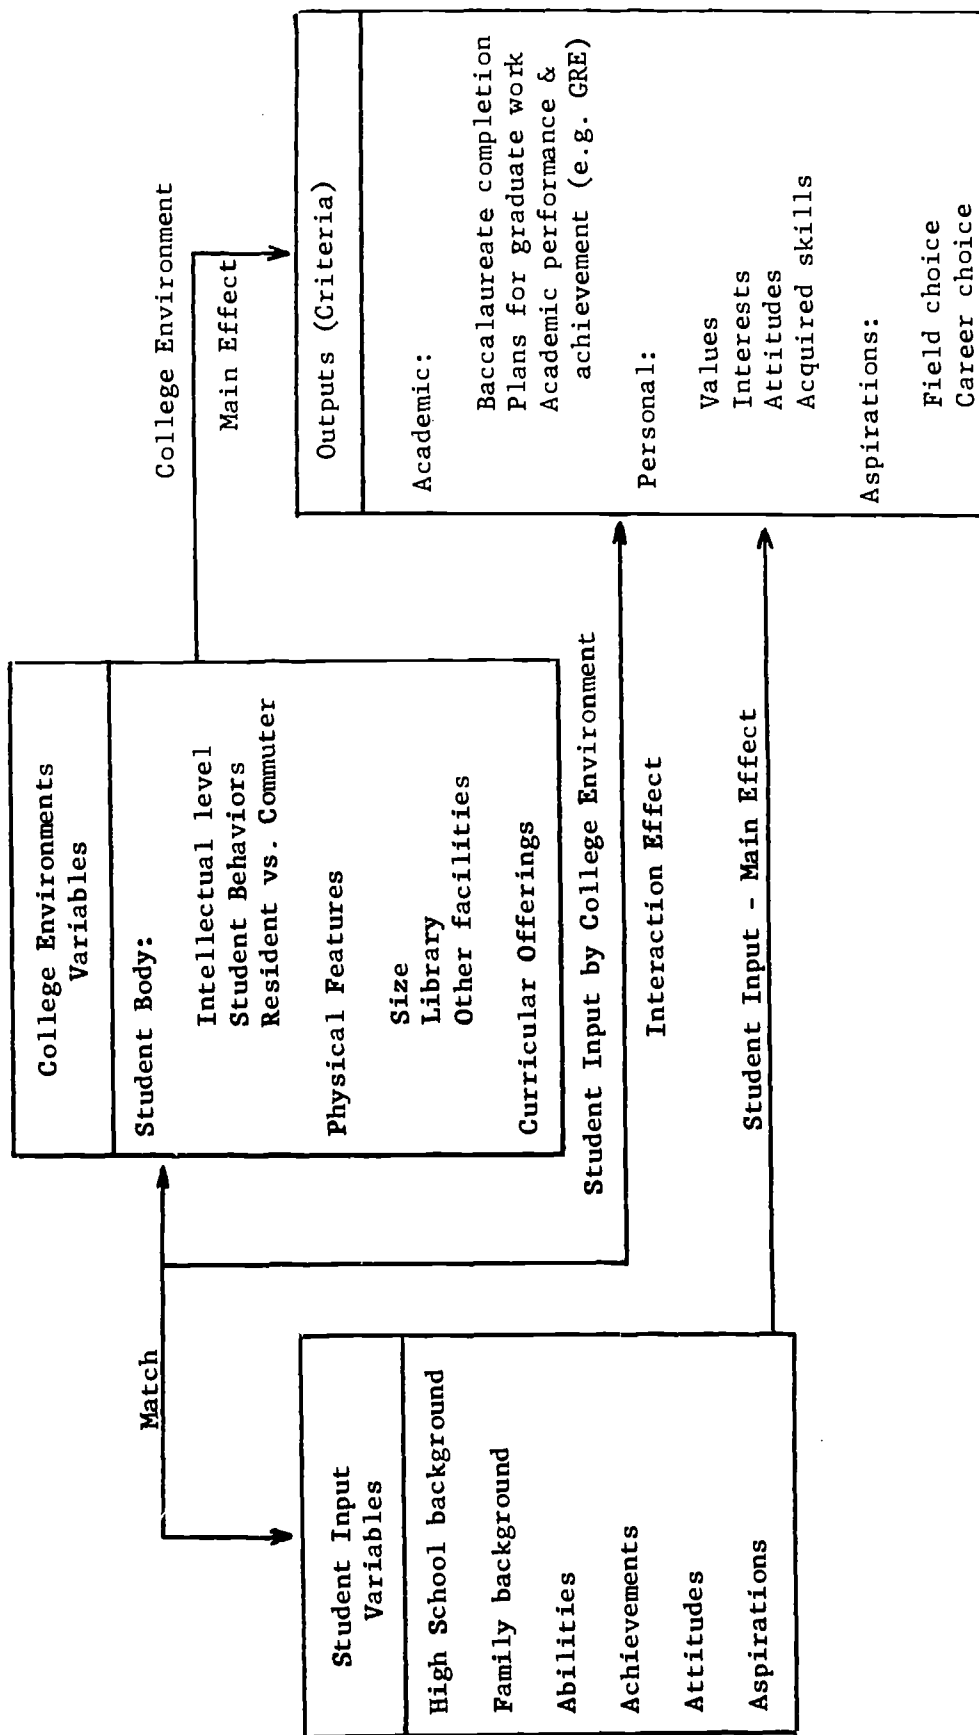 Match
Student Input
Variables
High School background
Family background
Abilities
Achievements
Attitudes
Aspirations
College Environments
Variables
Student Body:
Intellectual level
Student Behaviors
Resident vs. Commuter
Physical Features
Size
Library
Other facilities
Curricular Offerings
Student Input by College Environment
Interaction Effect
Student Input - Main Effect
College Environment
Main Effect
Outputs (Criteria)
Academic:
Baccalaureate completion
Plans for graduate work
Academic performance &
achievement (e.g. GRE)
Personal:
Values
Interests
Attitudes
Acquired skills
Aspirations:
Field choice
Career choice